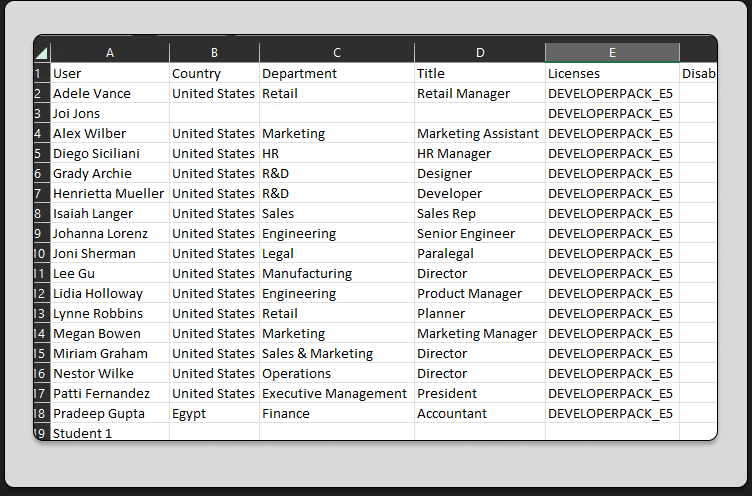 A B C D E
1 User Country Department Title Licenses Disab
2 Adele Vance United States Retail Retail Manager DEVELOPERPACK_E5
3 Joi Jons DEVELOPERPACK_E5
4 Alex Wilber United States Marketing Marketing Assistant DEVELOPERPACK_E5
5 Diego Siciliani United States HR HR Manager DEVELOPERPACK_E5
6 Grady Archie United States R&D Designer DEVELOPERPACK_E5
7 Henrietta Mueller United States R&D Developer DEVELOPERPACK_E5
8 Isaiah Langer United States Sales Sales Rep DEVELOPERPACK_E5
9 Johanna Lorenz United States Engineering Senior Engineer DEVELOPERPACK_E5
10 Joni Sherman United States Legal Paralegal DEVELOPERPACK_E5
11 Lee Gu United States Manufacturing Director DEVELOPERPACK_E5
12 Lidia Holloway United States Engineering Product Manager DEVELOPERPACK_E5
13 Lynne Robbins United States Retail Planner DEVELOPERPACK_E5
14 Megan Bowen United States Marketing Marketing Manager DEVELOPERPACK_E5
15 Miriam Graham United States Sales & Marketing Director DEVELOPERPACK_E5
16 Nestor Wilke United States Operations Director DEVELOPERPACK_E5
17 Patti Fernandez United States Executive Management President DEVELOPERPACK_E5
18 Pradeep Gupta Egypt Finance Accountant DEVELOPERPACK_E5
19 Student 1